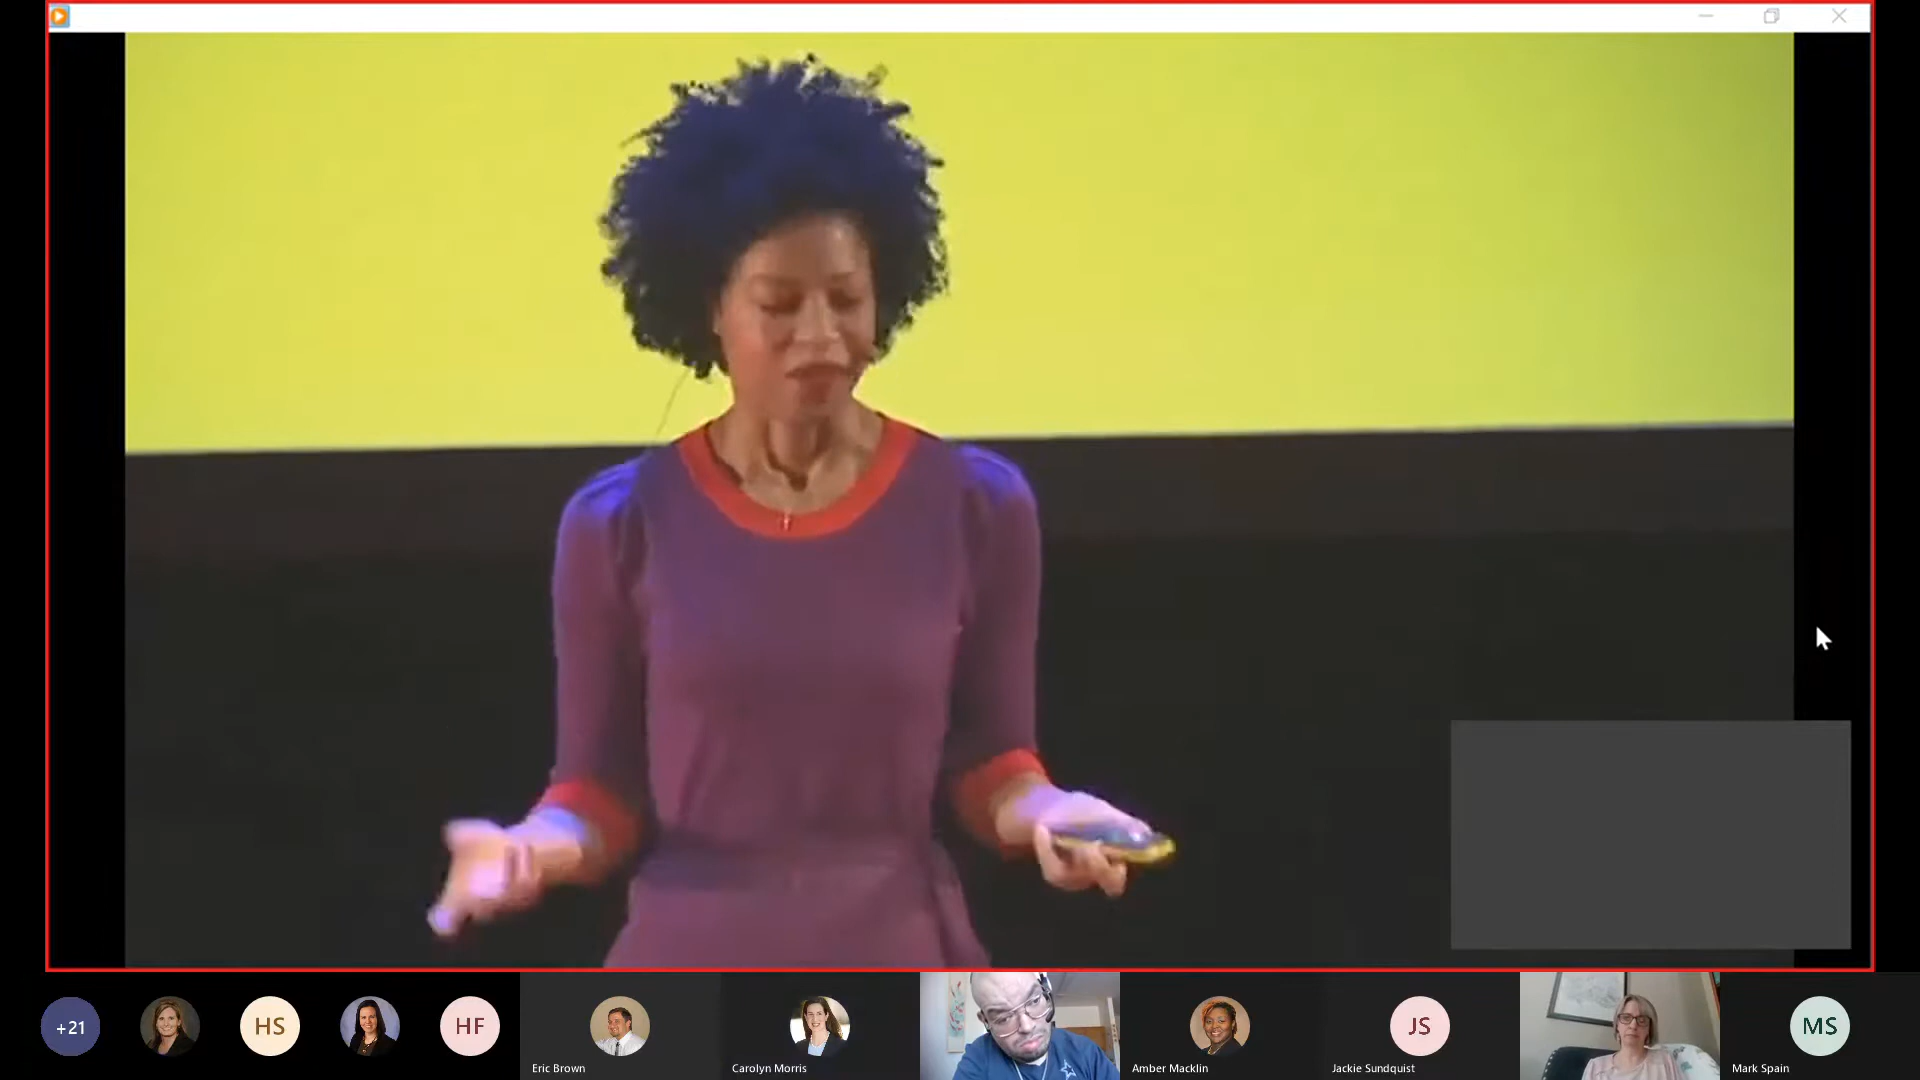 +21
HS
HF
Eric Brown
Carolyn Morris
Amber Macklin
JS
Jackie Sundquist
MS
Mark Spain